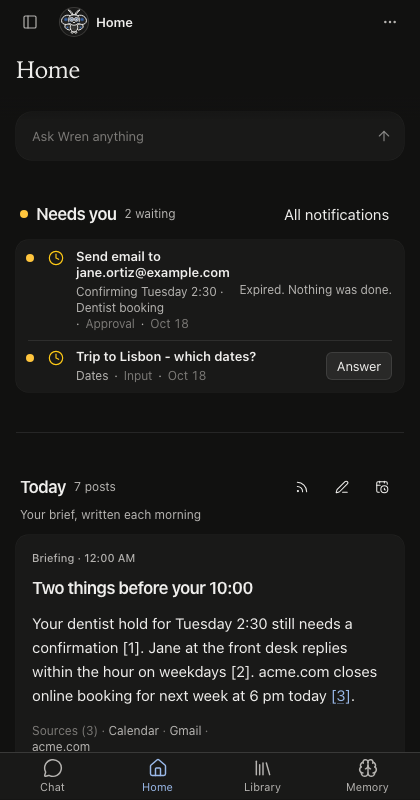 Home
Home
Ask Wren anything
Needs you 2 waiting All notifications
Send email to
jane.ortiz@example.com
Confirming Tuesday 2:30 ·
Dentist booking
· Approval · Oct 18
Expired. Nothing was done.
Trip to Lisbon - which dates?
Dates · Input · Oct 18
Answer
Today 7 posts
Your brief, written each morning
Briefing · 12:00 AM
Two things before your 10:00
Your dentist hold for Tuesday 2:30 still needs a
confirmation [1]. Jane at the front desk replies
within the hour on weekdays [2]. acme.com closes
online booking for next week at 6 pm today [3].
Sources (3) · Calendar · Gmail ·
acme.com
Chat Home Library Memory